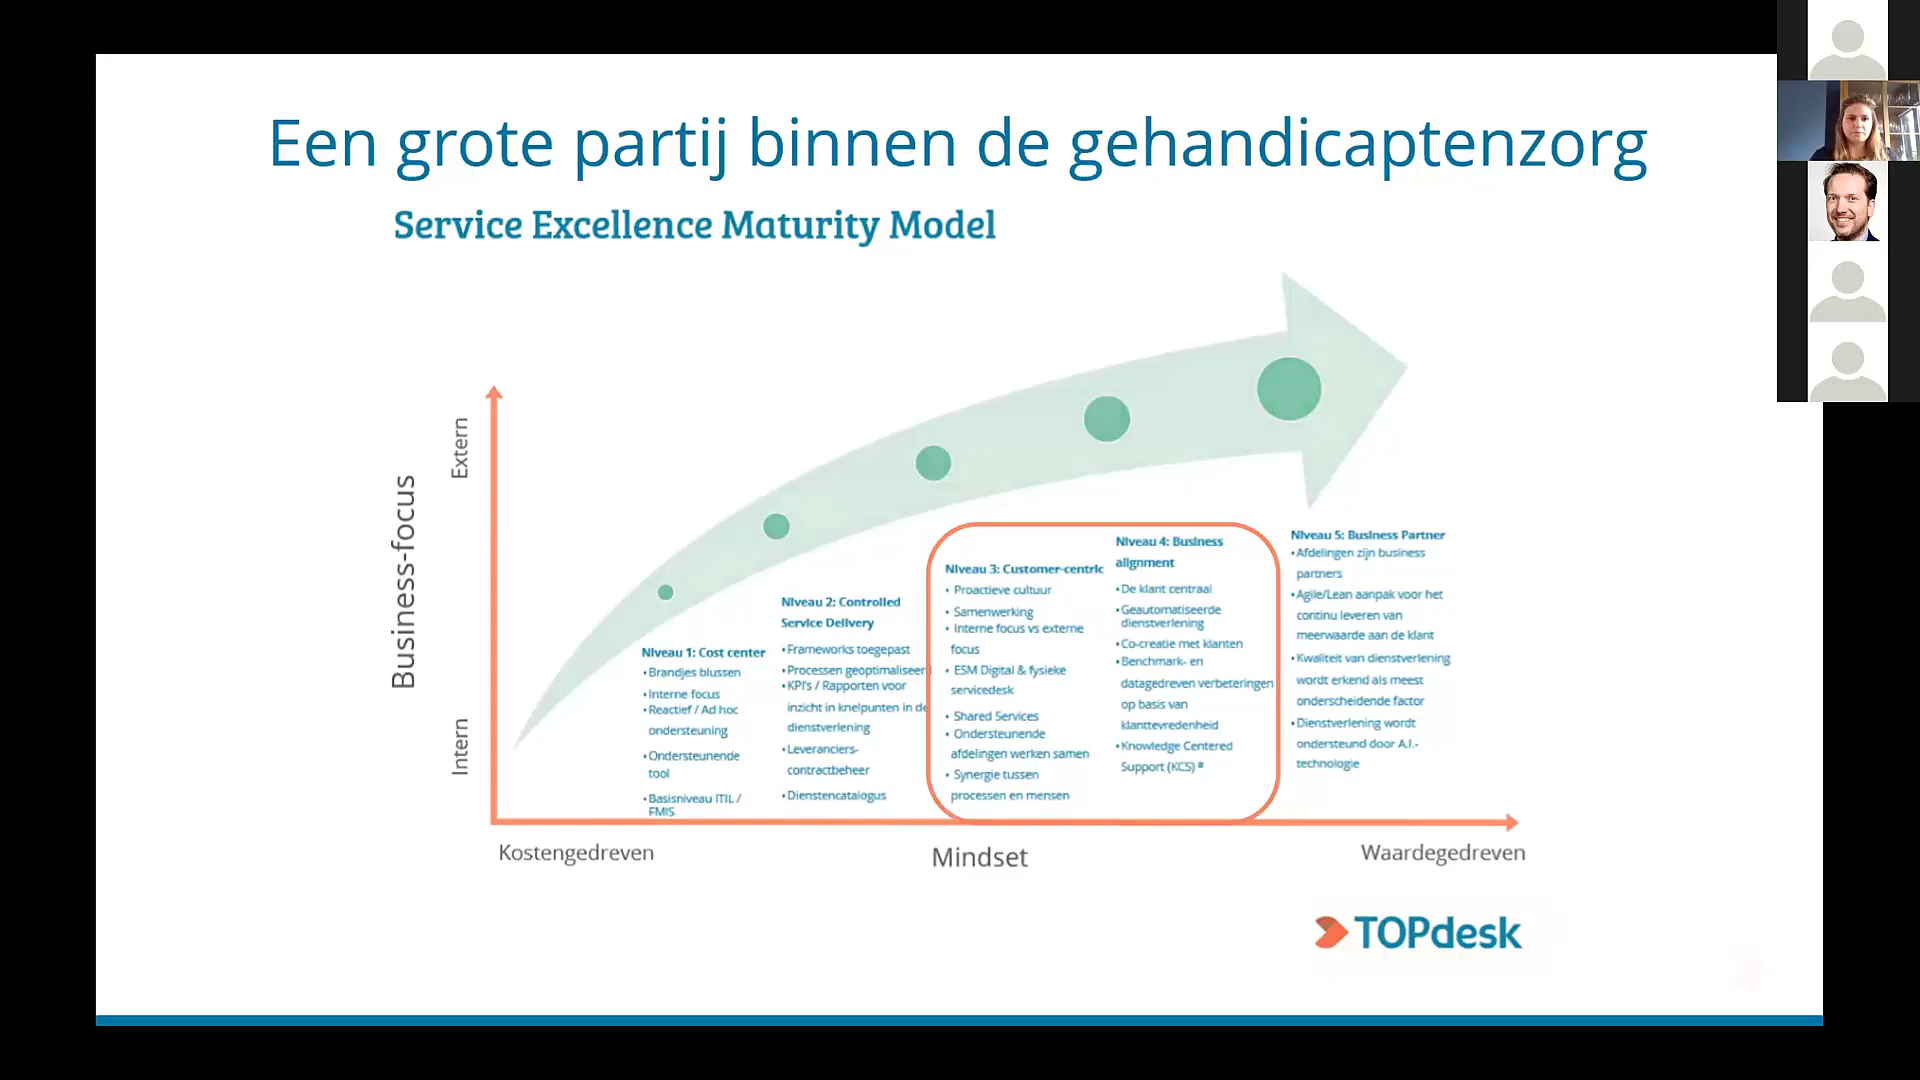 Een grote partij binnen de gehandicaptenzorg
Service Excellence Maturity Model
Business-focus
Extern
Intern
Niveau 1: Cost center
•Brandjes blussen
•Interne focus
•Reactief / Ad hoc
ondersteuning
•Ondersteunende
tool
•Basisniveau ITIL /
FMIS
Niveau 2: Controlled
Service Delivery
•Frameworks toegepast
•Processen geoptimaliseerd
•KPI's / Rapporten voor
inzicht in knelpunten in de
dienstverlening
•Leveranciers-
contractbeheer
•Dienstencatalogus
Niveau 3: Customer-centric
• Proactieve cultuur
• Samenwerking
• Interne focus vs externe
focus
• ESM Digital & fysieke
servicedesk
• Shared Services
• Ondersteunende
afdelingen werken samen
• Synergie tussen
processen en mensen
Niveau 4: Business
alignment
•De klant centraal
•Geautomatiseerde
dienstverlening
•Co-creatie met klanten
•Benchmark- en
datagedreven verbeteringen
op basis van
klanttevredenheid
•Knowledge Centered
Support (KCS) ®
Niveau 5: Business Partner
•Afdelingen zijn business
partners
•Agile/Lean aanpak voor het
continu leveren van
meerwaarde aan de klant
•Kwaliteit van dienstverlening
wordt erkend als meest
onderscheidende factor
•Dienstverlening wordt
ondersteund door A.I.-
technologie
Kostengedreven
Mindset
Waardegedreven
TOPdesk